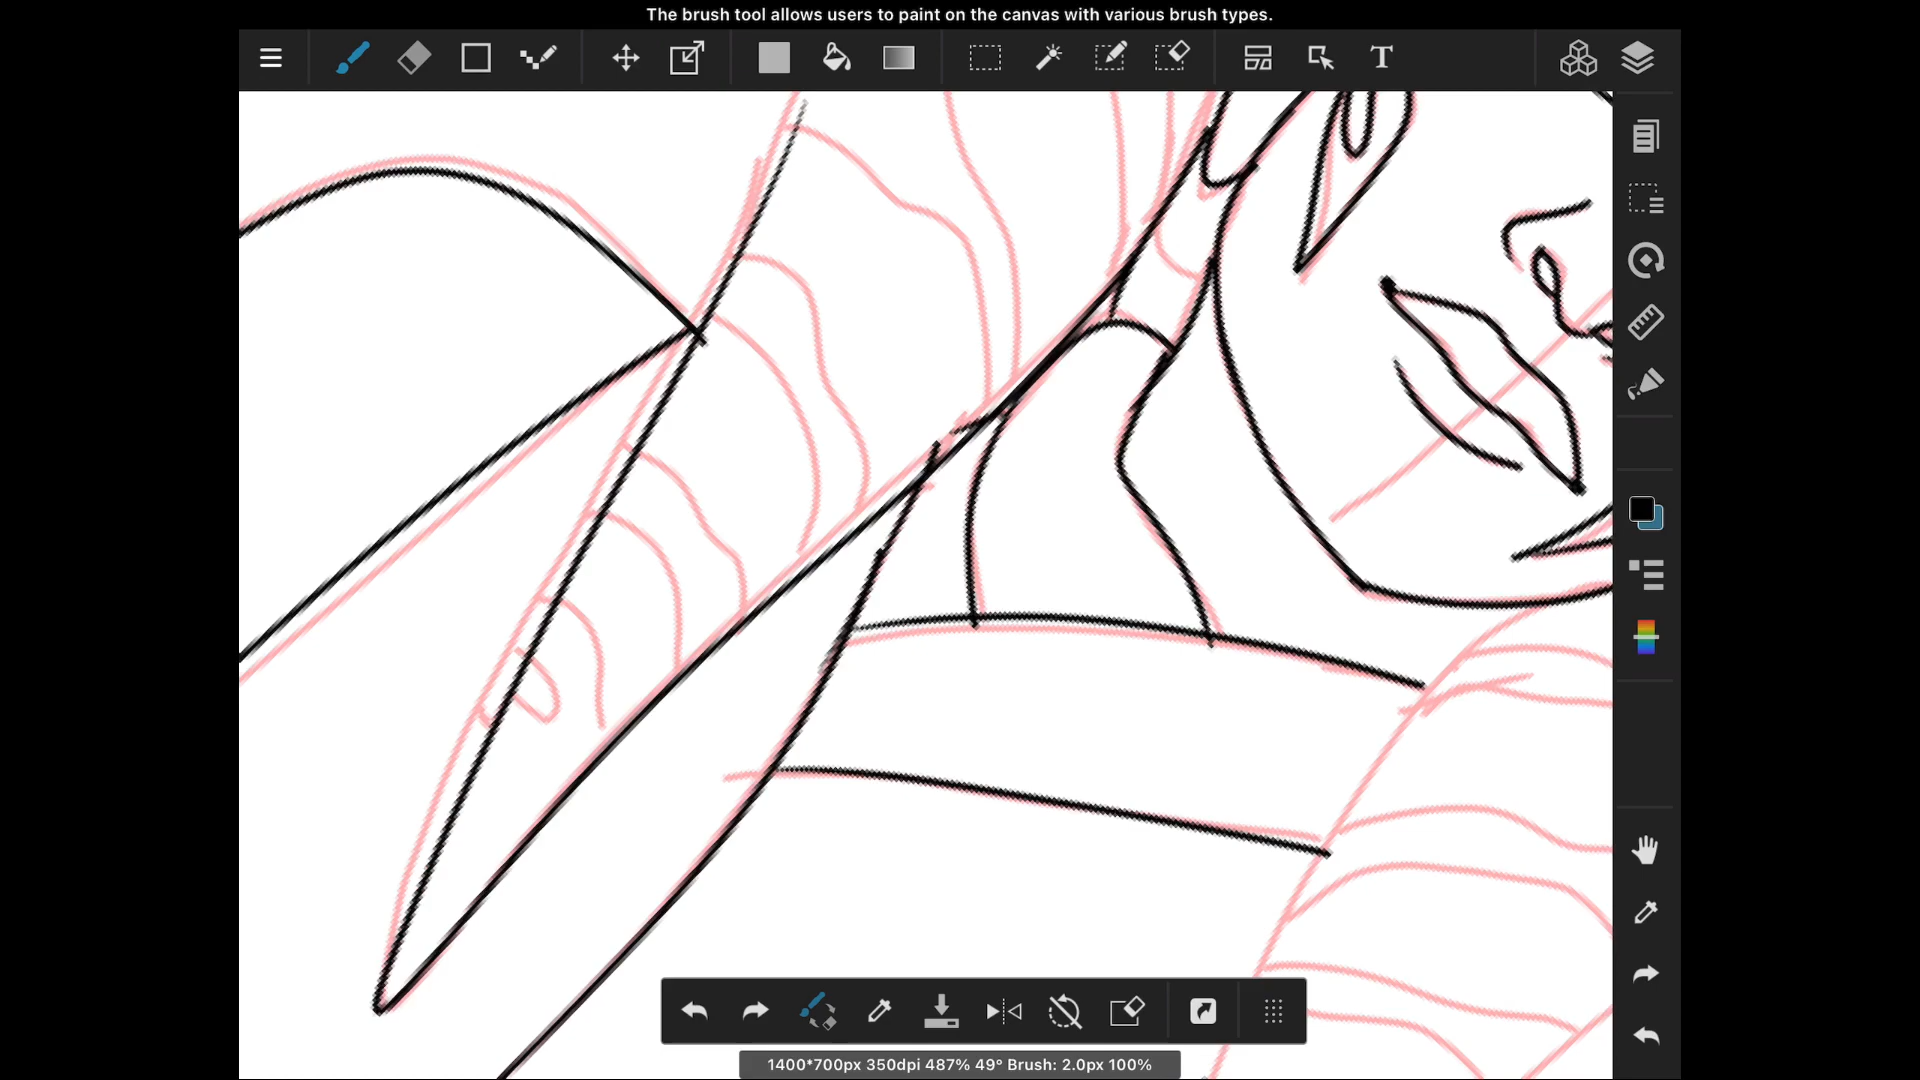 The brush tool allows users to paint on the canvas with various brush types.
T
1400*700px 350dpi 487% 49° Brush: 2.0px 100%